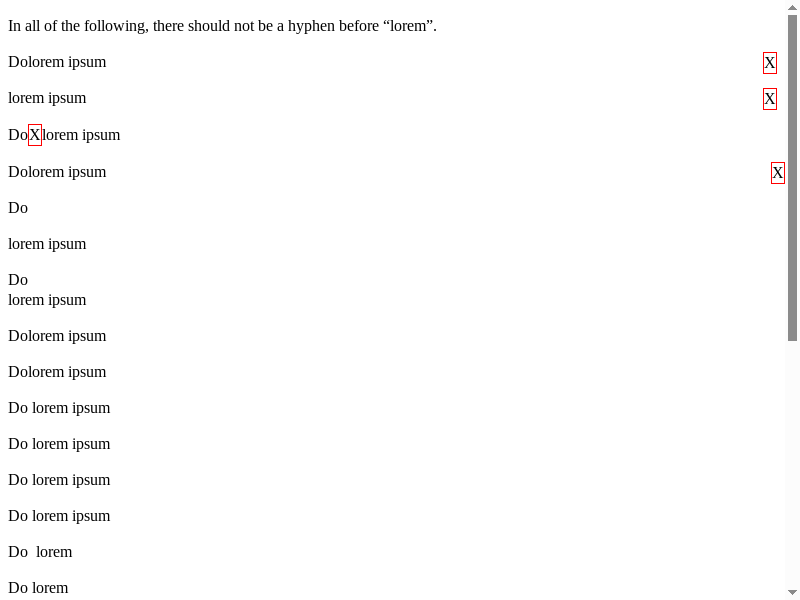 In all of the following, there should not be a hyphen before “lorem”.
Dolorem ipsum X
lorem ipsum X
DoXlorem ipsum
Dolorem ipsum X
Do
lorem ipsum
Do
lorem ipsum
Dolorem ipsum
Dolorem ipsum
Do lorem ipsum
Do lorem ipsum
Do lorem ipsum
Do lorem ipsum
Do  lorem
Do lorem